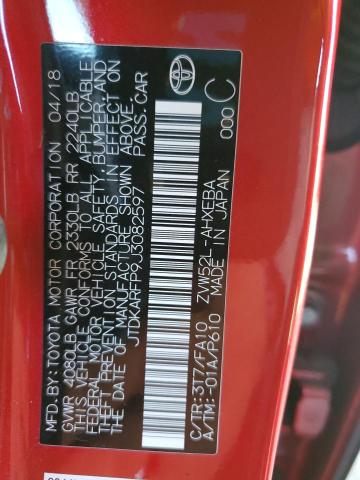 MFD.BY:TOYOTA MOTOR CORPORATION 04/18
GVWR 4080LB GAWR FR 2330LB RR 2240LB
THIS VEHICLE CONFORMS TO ALL APPLICABLE
FEDERAL MOTOR VEHICLE SAFETY,BUMPER,AND
THEFT PREVENTION STANDARDS IN EFFECT ON
THE DATE OF MANUFACTURE SHOWN ABOVE.
JTDKARFP9J3082597 PASS.CAR
ZVW52L-AHXEBA
C/TR:3T7/FA10
A/TM:-01A/P610 MADE IN JAPAN
000 C